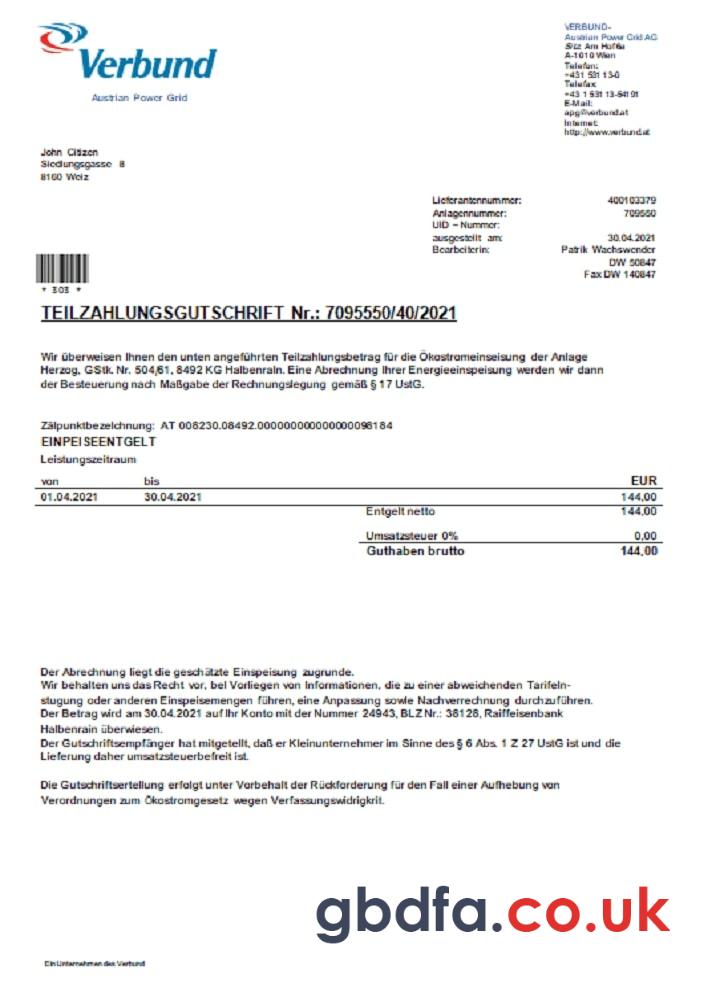 Verbund
Austrian Power Grid
VERBUND-
Austrian Power Grid AG
Sitz Am Hof 6a
A-1010 Wien
Telefon:
+431 531 13-0
Telefax
+43 1 531 13-54191
E-Mail:
apg@verbund.at
Internet:
http://www.verbund.at
John Citizen
Siedlungsgasse 8
8160 Weiz
Lieferantennummer: 400103379
Anlagennummer: 709550
UID – Nummer:
ausgestellt am: 30.04.2021
Bearbeiterin: Patrik Wachswender
DW 50847
Fax DW 140847
* 303 *
TEILZAHLUNGSGUTSCHRIFT Nr.: 7095550/40/2021
Wir überweisen Ihnen den unten angeführten Teilzahlungsbetrag für die Ökostromeinseisung der Anlage
Herzog, GStk. Nr. 504,61, 8492 KG Halbenraln. Eine Abrechnung Ihrer Energieeinspeisung werden wir dann
der Besteuerung nach Maßgabe der Rechnungslegung gemäß § 17 UstG.
Zälpunktbezeichnung: AT 008230.08492.00000000000000098184
EINPEISEENTGELT
Leistungszeitraum
von bis EUR
01.04.2021 30.04.2021 144,00
Entgelt netto 144,00
Umsatzsteuer 0% 0,00
Guthaben brutto 144,00
Der Abrechnung liegt die geschätzte Einspeisung zugrunde.
Wir behalten uns das Recht vor, bei Vorliegen von Informationen, die zu einer abweichenden Tarifeln-
stugung oder anderen Einspeisemengen führen, eine Anpassung sowie Nachverrechnung durchzuführen.
Der Betrag wird am 30.04.2021 auf Ihr Konto mit der Nummer 24943, BLZ Nr.: 38128, Raiffeisenbank
Halbenrain überwiesen.
Der Gutschriftsempfänger hat mitgetellt, daß er Kleinunternehmer im Sinne des § 6 Abs. 1 Z 27 UstG ist und die
Lieferung daher umsatzsteuerbefreit ist.
Die Gutschriftsertellung erfolgt unter Vorbehalt der Rückforderung für den Fall einer Aufhebung von
Verordnungen zum Ökostromgesetz wegen Verfassungswidrigkrit.
gbdfa.co.uk
Ein Unternehmen des Verbund